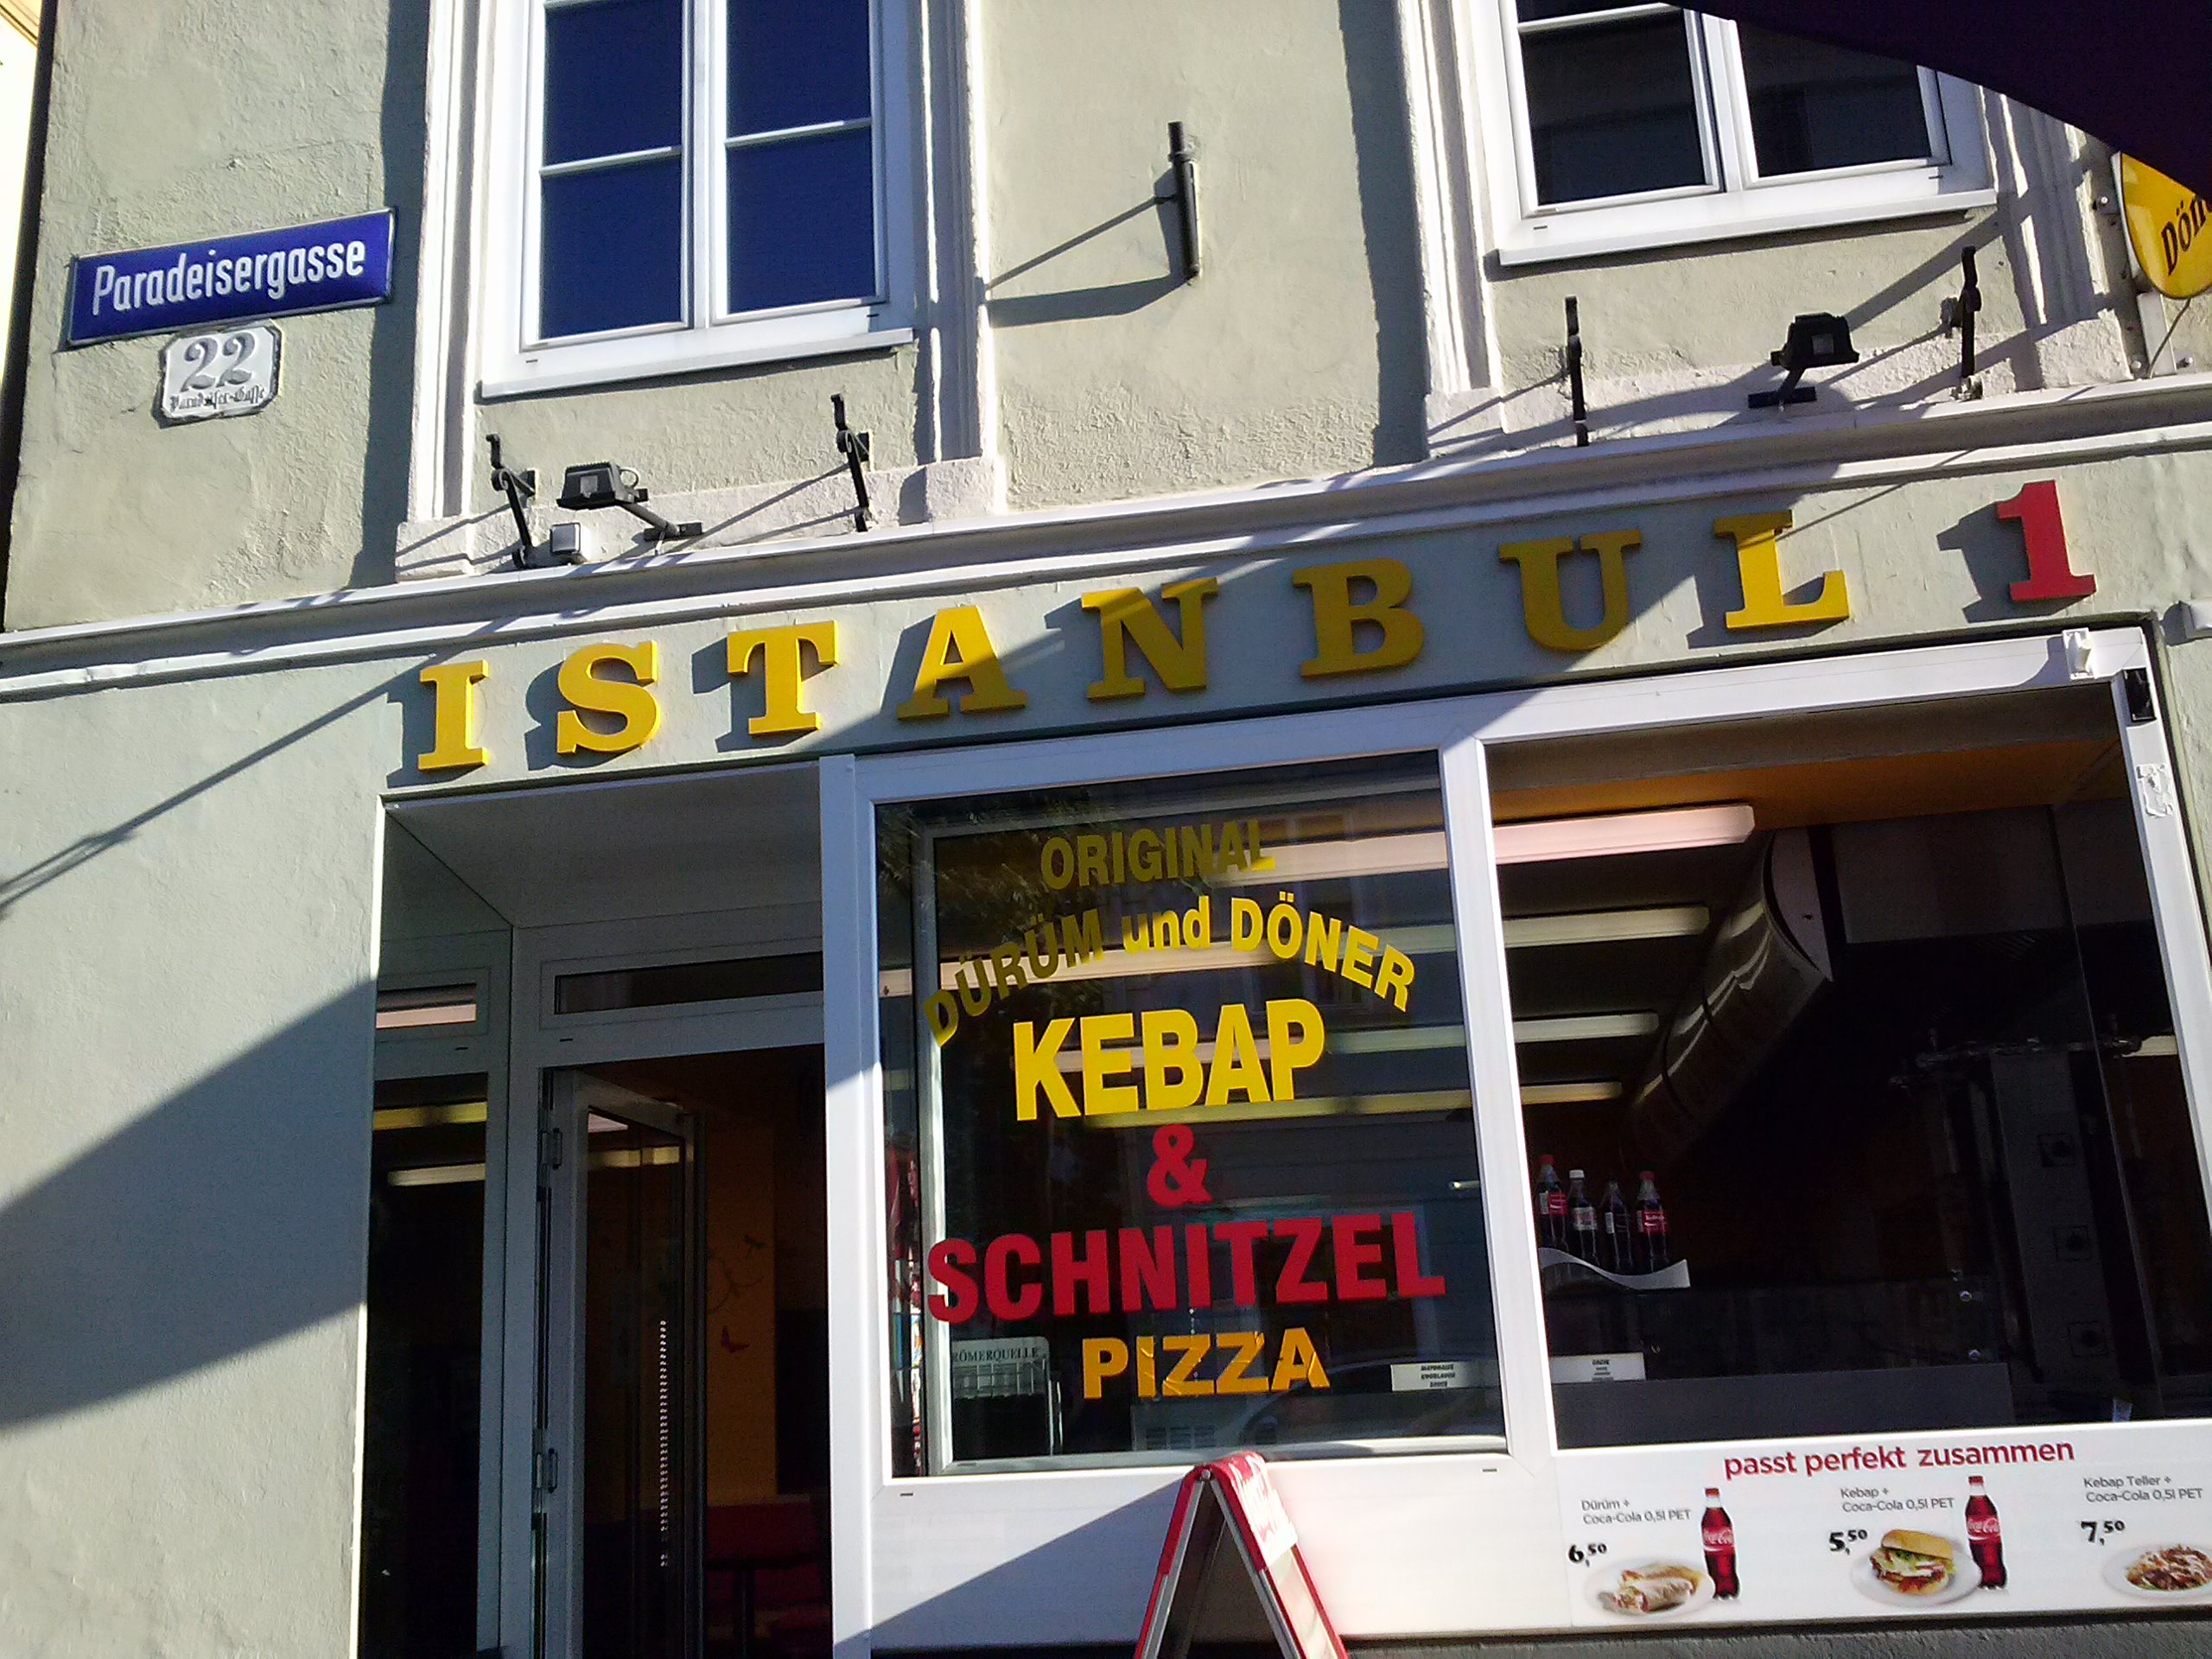 Paradeisergasse
22
Paradeiser-Gasse
ISTANBUL 1
ORIGINAL
DÜRÜM und DÖNER
KEBAP
&
SCHNITZEL
PIZZA
RÖMERQUELLE
passt perfekt zusammen
Dürüm +
Coca-Cola 0,5l PET
6,50
Kebap +
Coca-Cola 0,5l PET
5,50
Kebap Teller +
Coca-Cola 0,5l PET
7,50